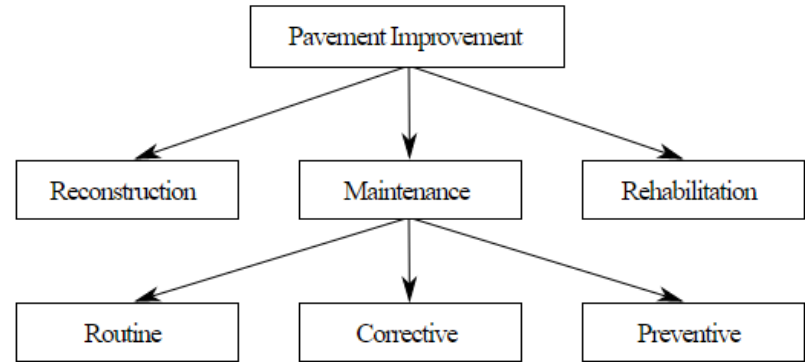 Pavement Improvement
Reconstruction
Maintenance
Rehabilitation
Routine
Corrective
Preventive